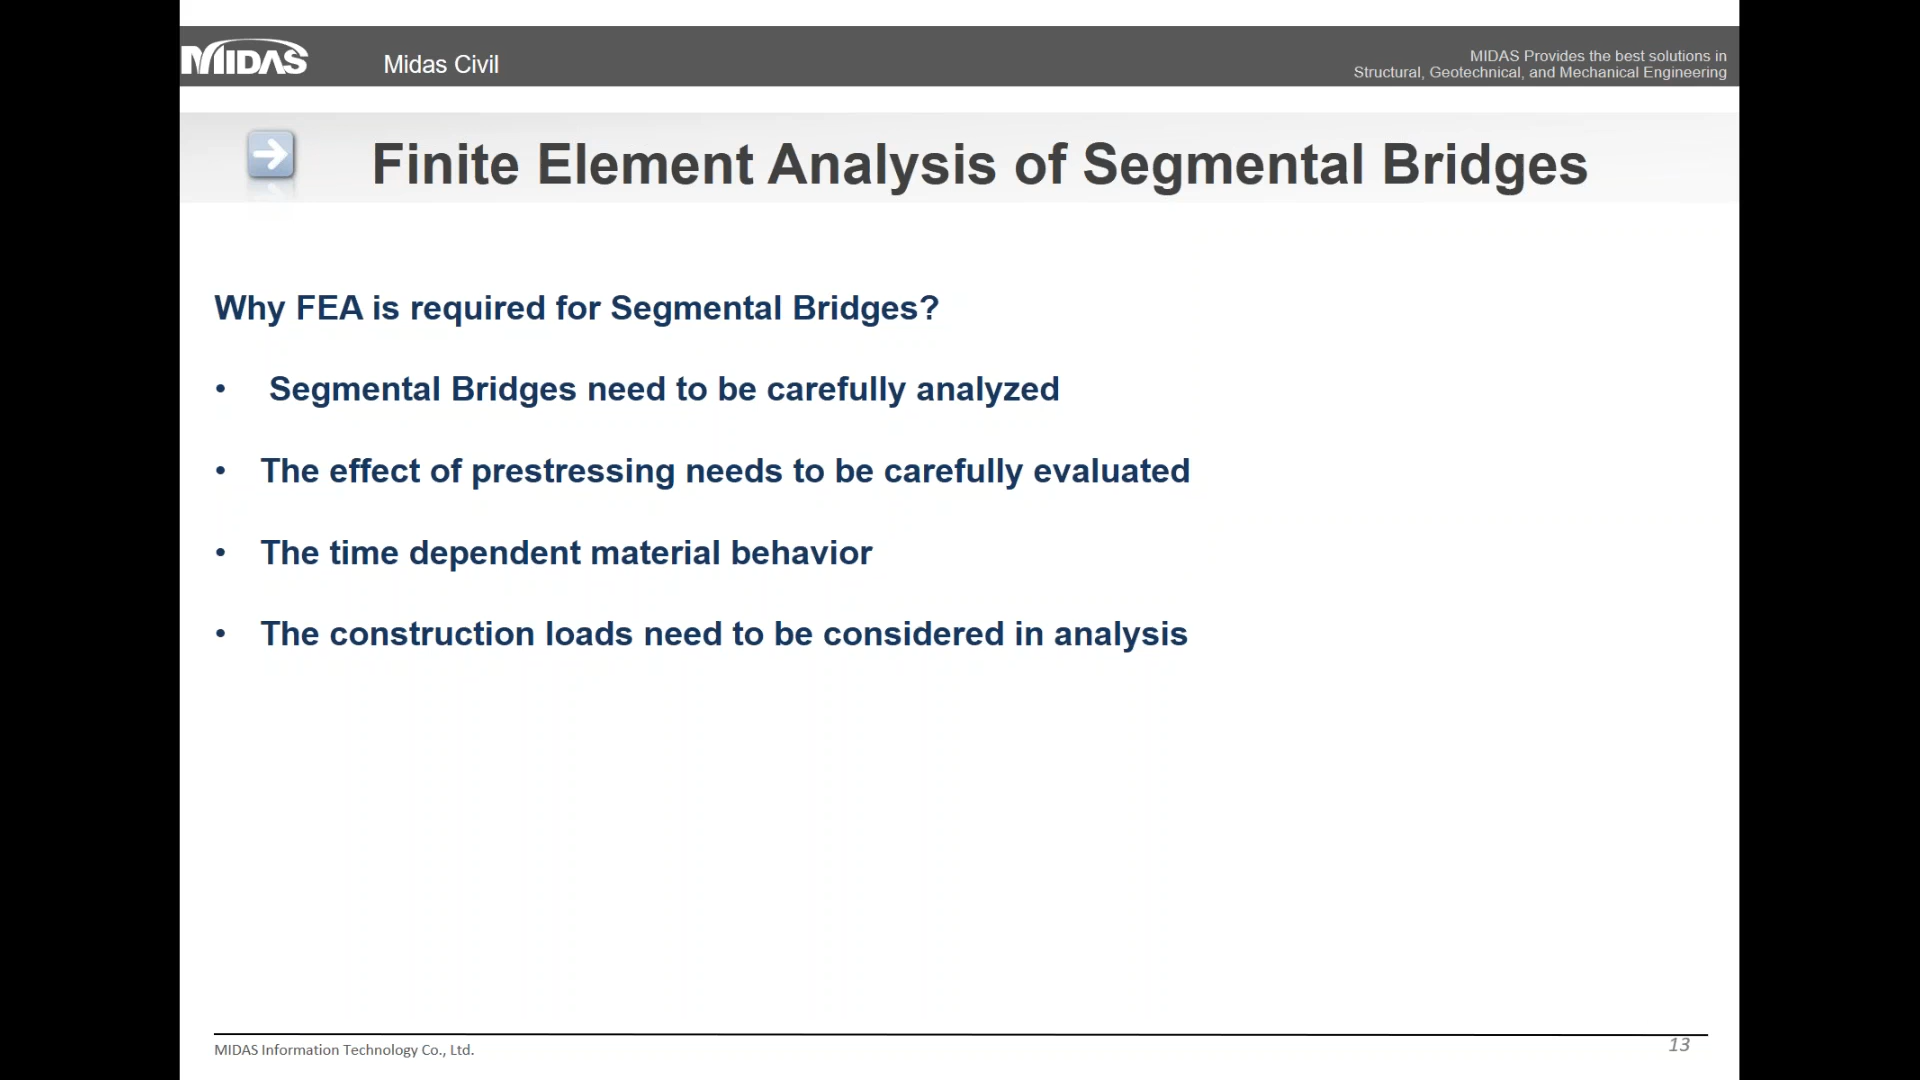 MIDAS
Midas Civil
MIDAS Provides the best solutions in
Structural, Geotechnical, and Mechanical Engineering
Finite Element Analysis of Segmental Bridges
Why FEA is required for Segmental Bridges?
• Segmental Bridges need to be carefully analyzed
• The effect of prestressing needs to be carefully evaluated
• The time dependent material behavior
• The construction loads need to be considered in analysis
MIDAS Information Technology Co., Ltd.
13